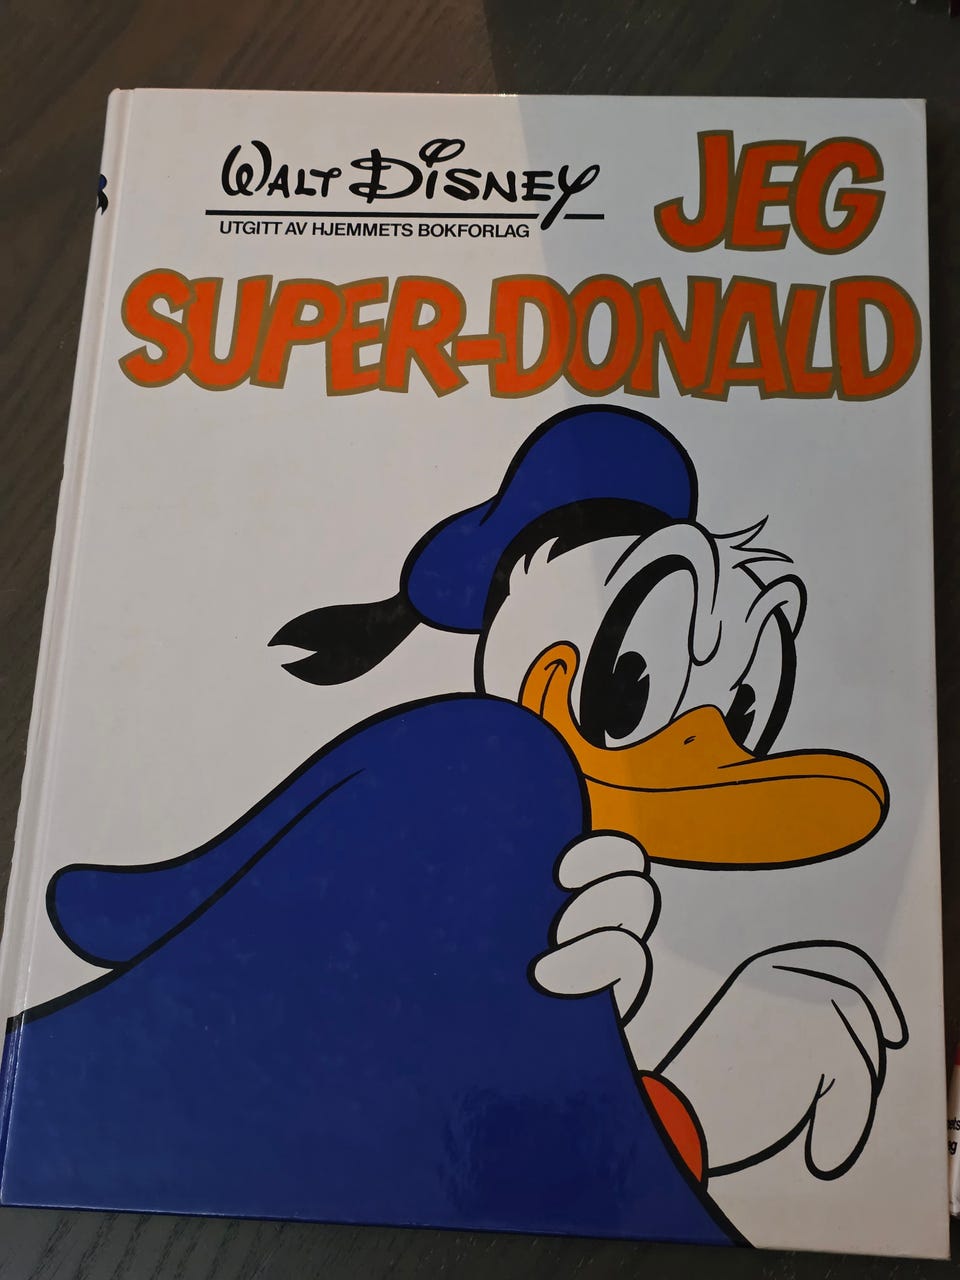 WALT DISNEY
UTGITT AV HJEMMETS BOKFORLAG
JEG
SUPER-DONALD